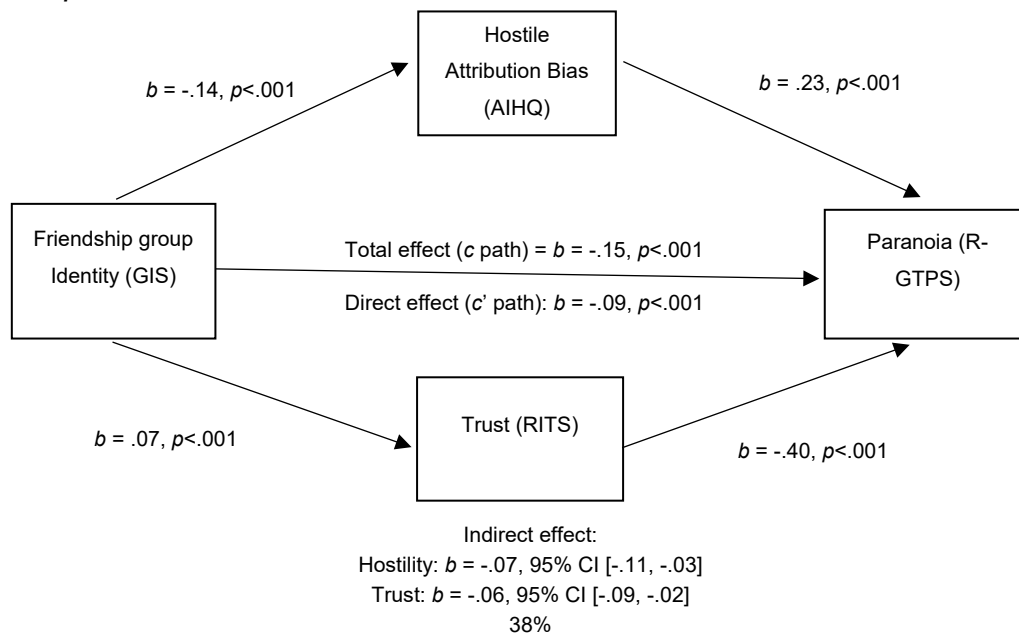 Hostile
Attribution Bias
(AIHQ)
b = -.14, p<.001
b = .23, p<.001
Friendship group
Identity (GIS)
Total effect (c path) = b = -.15, p<.001
Direct effect (c' path): b = -.09, p<.001
Paranoia (R-
GTPS)
b = .07, p<.001
Trust (RITS)
b = -.40, p<.001
Indirect effect:
Hostility: b = -.07, 95% CI [-.11, -.03]
Trust: b = -.06, 95% CI [-.09, -.02]
38%